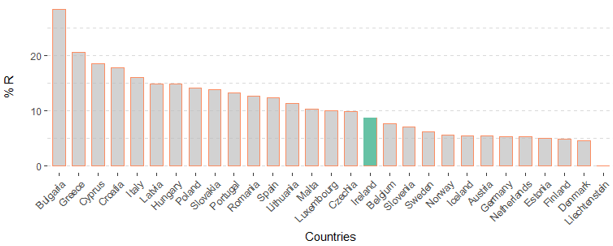 % R
20
10
0
Bulgaria
Greece
Cyprus
Croatia
Italy
Latvia
Hungary
Poland
Slovakia
Portugal
Romania
Spain
Lithuania
Malta
Luxembourg
Czechia
Ireland
Belgium
Slovenia
Sweden
Norway
Iceland
Austria
Germany
Netherlands
Estonia
Finland
Denmark
Liechtenstein
Countries